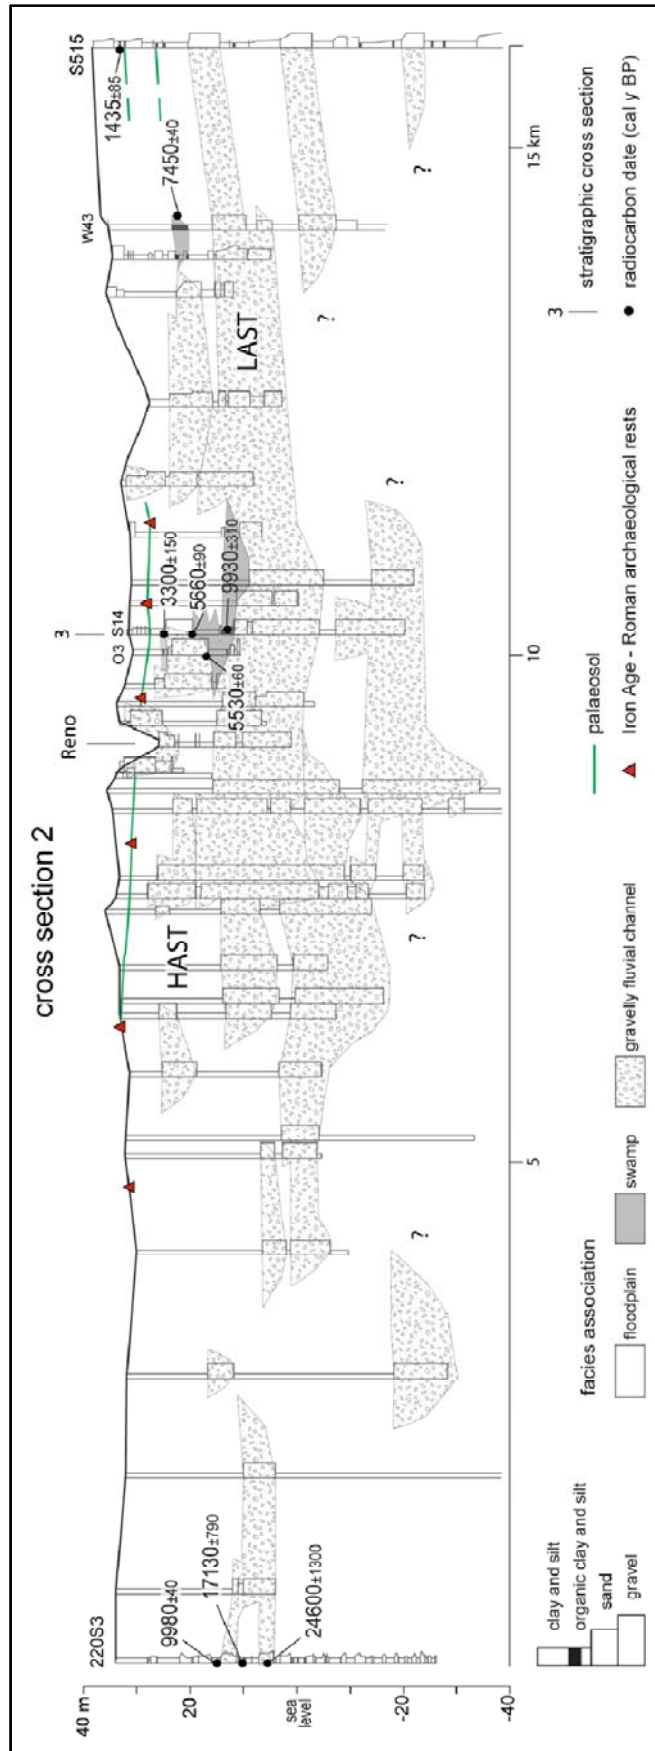 cross section 2
220S3
Reno
3
O3 S14
W43
S515
HAST
LAST
9980±40
17130±790
24600±1300
5530±60
3300±150
5660±90
9930±310
7450±40
1435±85
40 m
20
sea
level
-20
-40
5
10
15 km
?
?
?
?
?
clay and silt
organic clay and silt
sand
gravel
facies association
floodplain
swamp
gravelly fluvial channel
palaeosol
Iron Age - Roman archaeological rests
3
stratigraphic cross section
radiocarbon date (cal y BP)